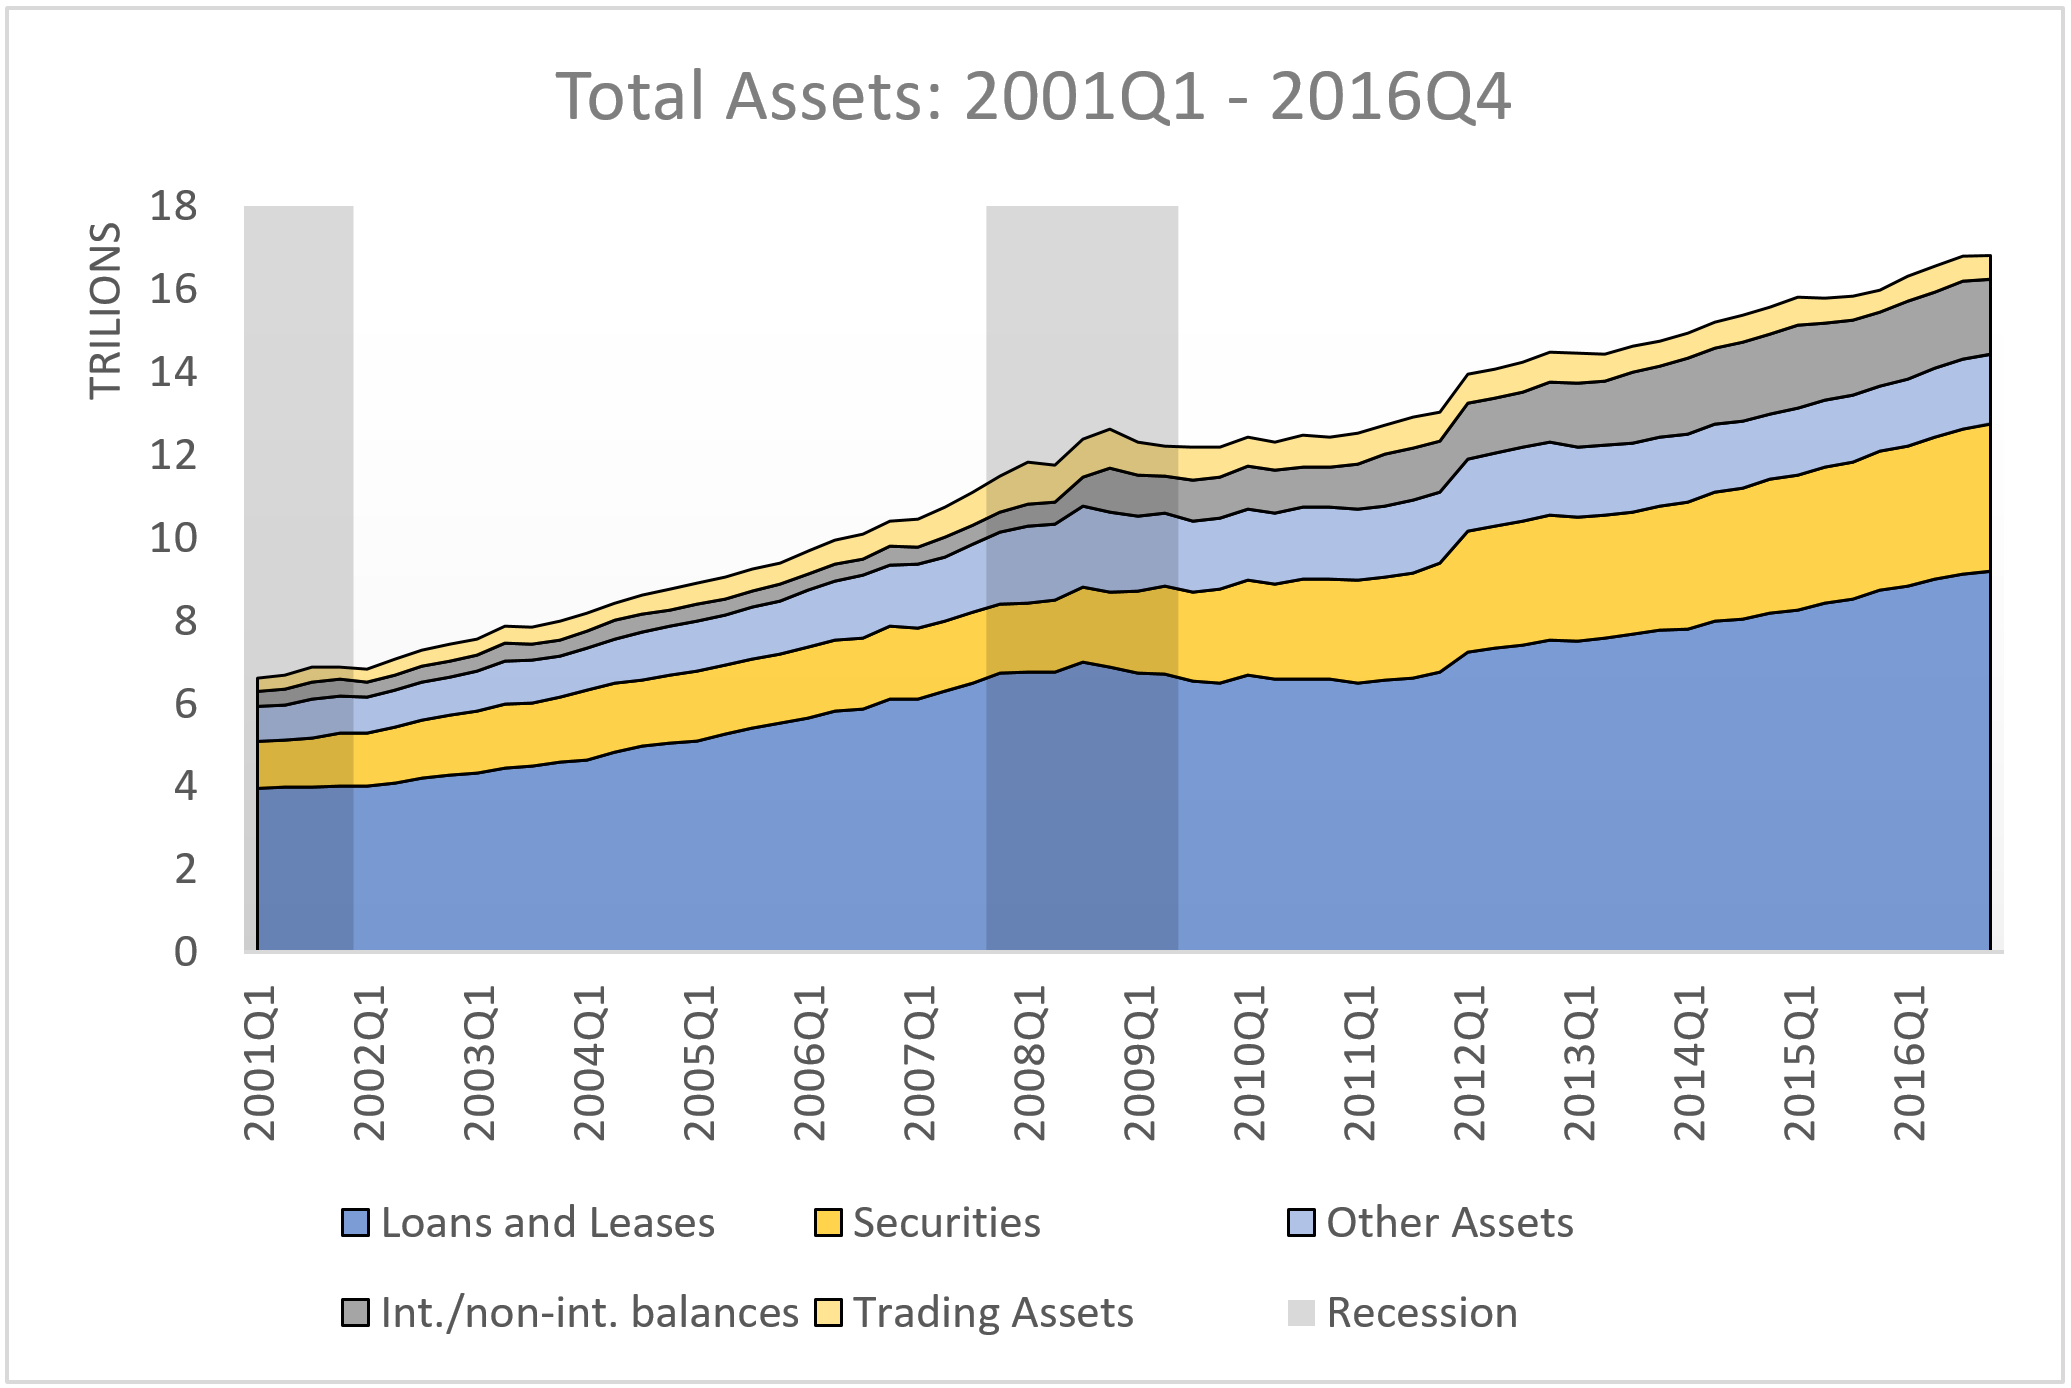 Total Assets: 2001Q1 - 2016Q4
TRILIONS
18
16
14
12
10
8
6
4
2
0
2001Q1
2002Q1
2003Q1
2004Q1
2005Q1
2006Q1
2007Q1
2008Q1
2009Q1
2010Q1
2011Q1
2012Q1
2013Q1
2014Q1
2015Q1
2016Q1
Loans and Leases
Securities
Other Assets
Int./non-int. balances
Trading Assets
Recession